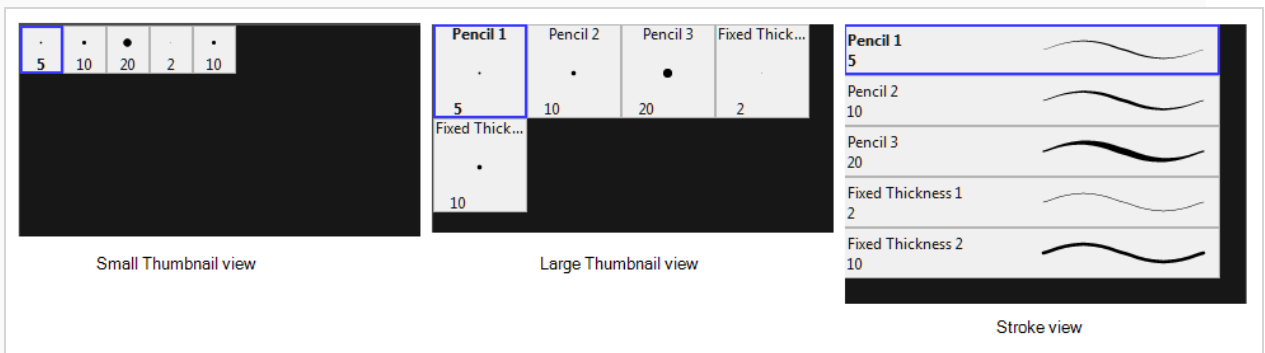 5 10 20 2 10
Small Thumbnail view
Pencil 1 Pencil 2 Pencil 3 Fixed Thick...
5 10 20 2
Fixed Thick...
10
Large Thumbnail view
Pencil 1
5
Pencil 2
10
Pencil 3
20
Fixed Thickness 1
2
Fixed Thickness 2
10
Stroke view